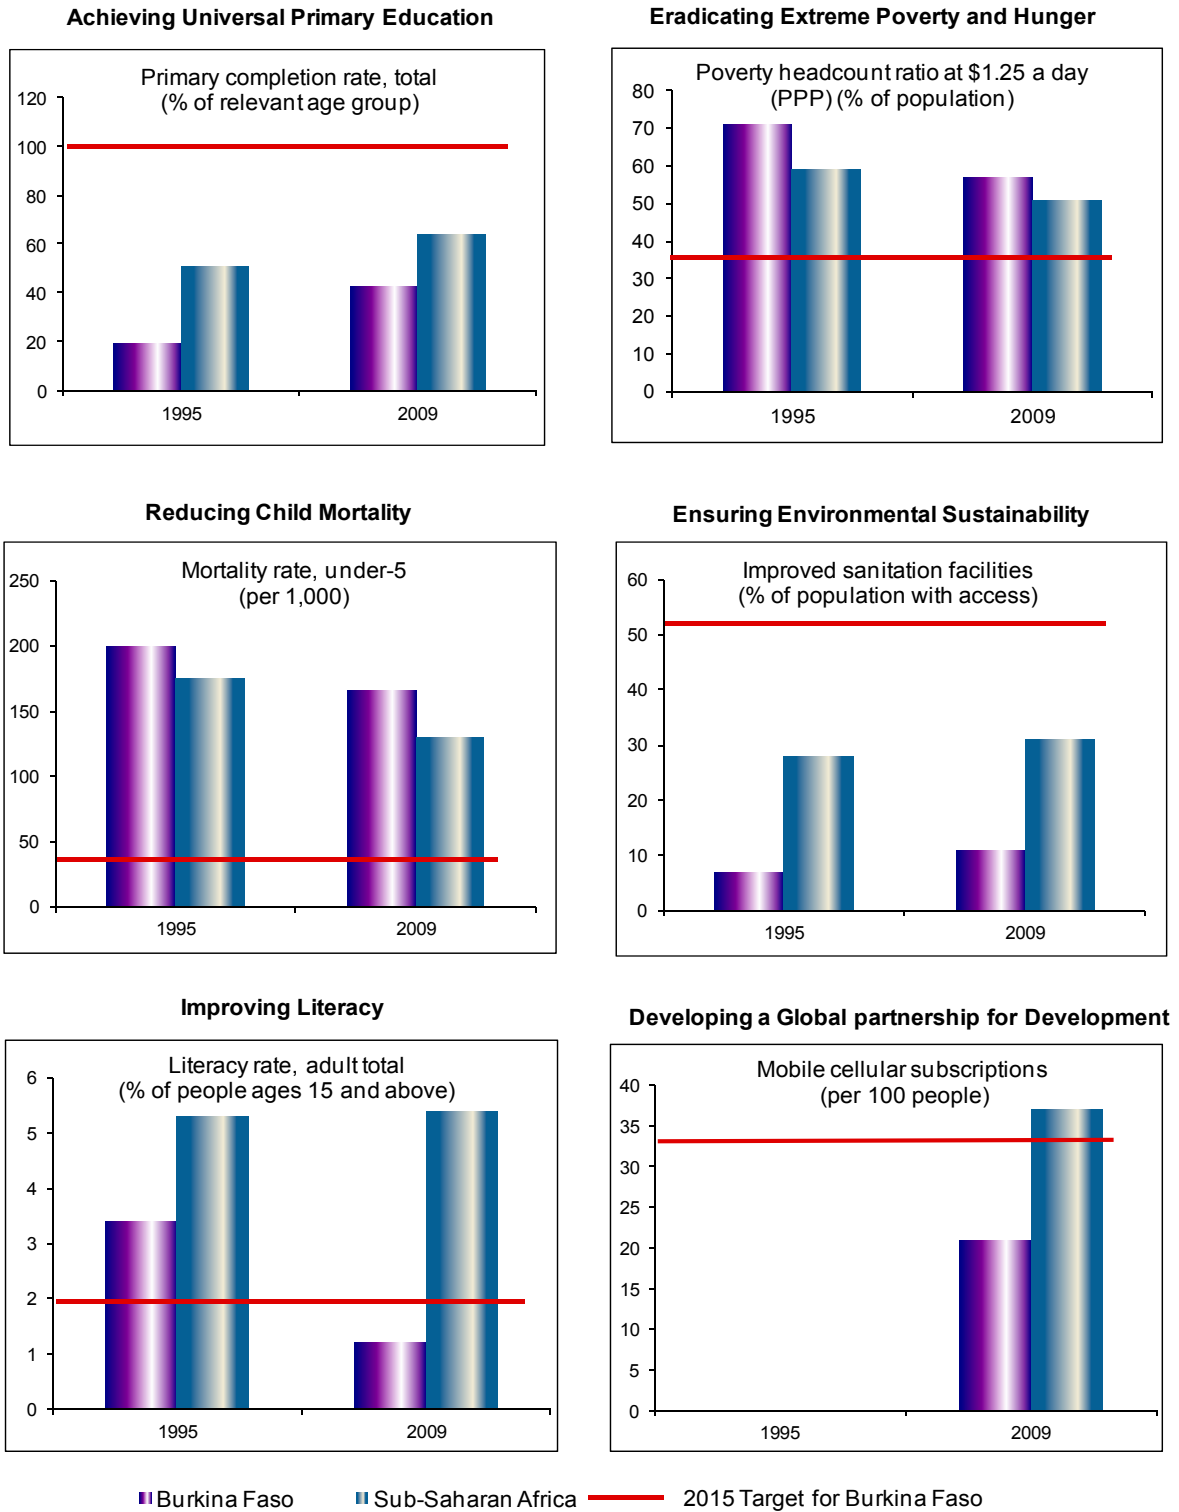 Achieving Universal Primary Education
Primary completion rate, total
(% of relevant age group)
120
100
80
60
40
20
0
1995
2009
Eradicating Extreme Poverty and Hunger
Poverty headcount ratio at $1.25 a day
(PPP) (% of population)
80
70
60
50
40
30
20
10
0
1995
2009
Reducing Child Mortality
Mortality rate, under-5
(per 1,000)
250
200
150
100
50
0
1995
2009
Ensuring Environmental Sustainability
Improved sanitation facilities
(% of population with access)
60
50
40
30
20
10
0
1995
2009
Improving Literacy
Literacy rate, adult total
(% of people ages 15 and above)
6
5
4
3
2
1
0
1995
2009
Developing a Global partnership for Development
Mobile cellular subscriptions
(per 100 people)
40
35
30
25
20
15
10
5
0
1995
2009
Burkina Faso
Sub-Saharan Africa
2015 Target for Burkina Faso